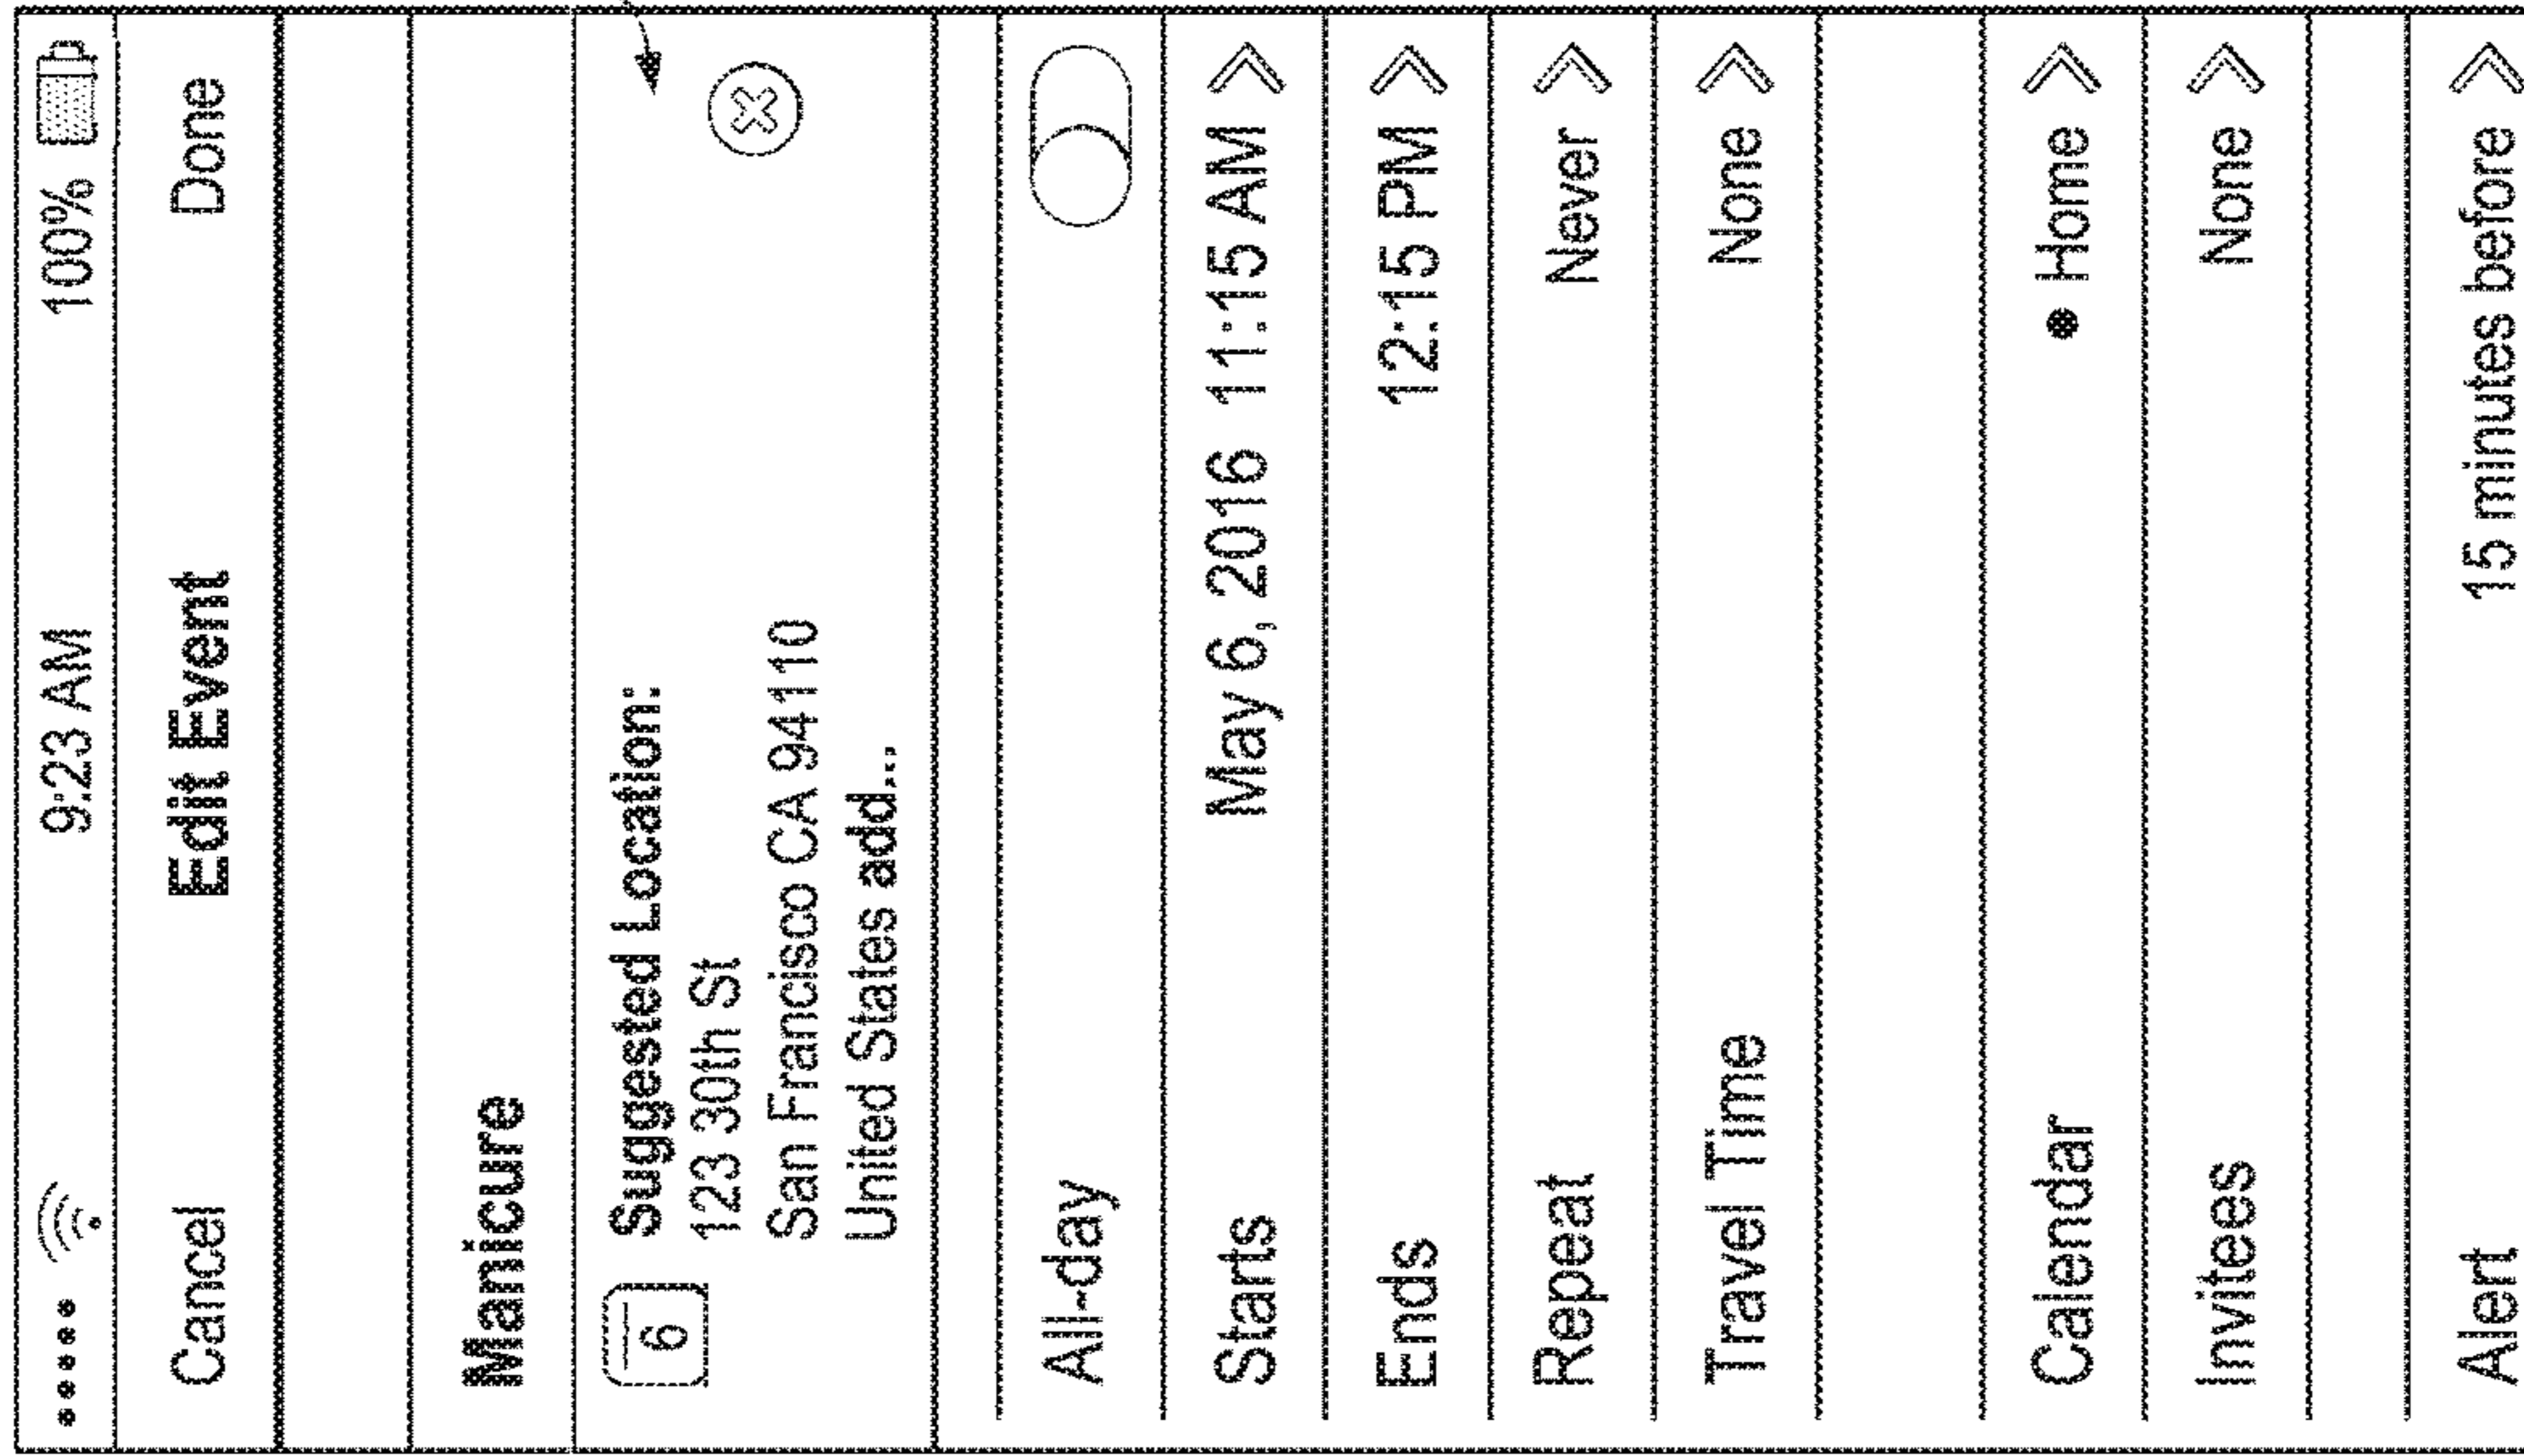 9:23 AM 100%
Cancel Edit Event Done
Manicure
6 Suggested Location:
123 30th St
San Francisco CA 94110
United States add...
All-day
Starts May 6, 2016 11:15 AM >
Ends 12:15 PM >
Repeat Never >
Travel Time None >
Calendar • Home >
Invitees None >
Alert 15 minutes before >